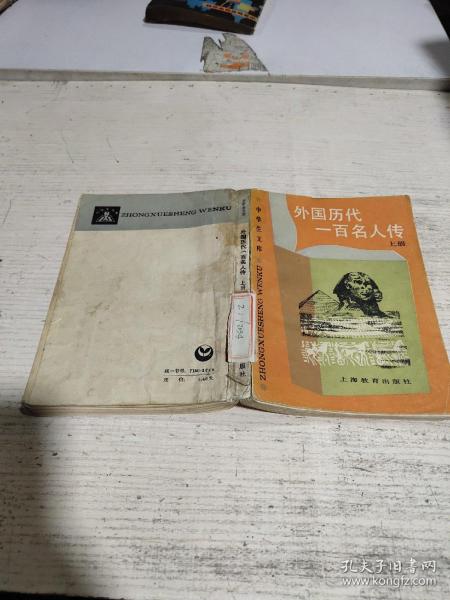 外国历代
一百名人传
上册
上海教育出版社
中学生文库
ZHONGXUESHENG WENKU
外国历代一百名人传 上册
ZHONGXUESHENG WENKU
统一书号：
定价：
孔夫子旧书网
www.kongfz.com